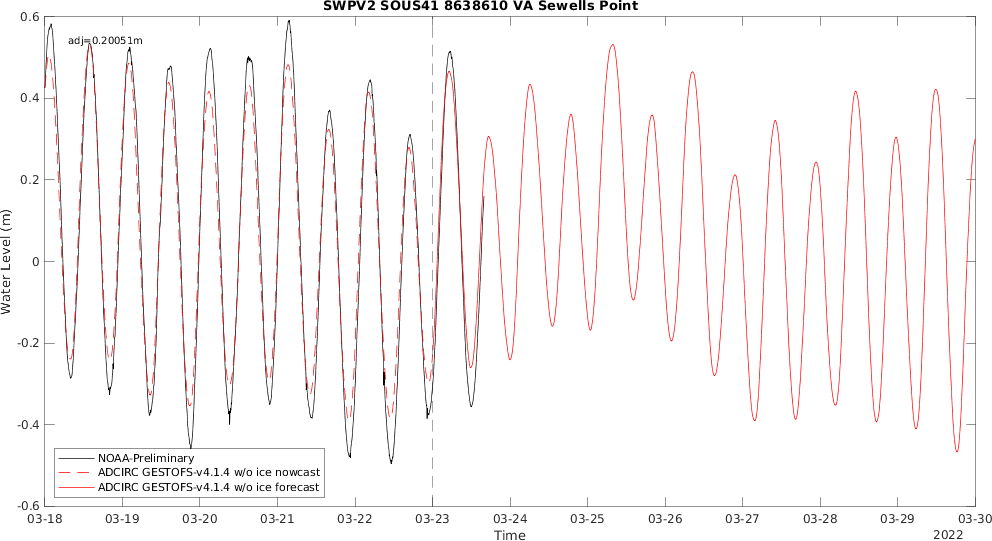 SWPV2 SOUS41 8638610 VA Sewells Point
adj=0.20051m
0.6
0.4
0.2
0
-0.2
-0.4
-0.6
Water Level (m)
NOAA-Preliminary
ADCIRC GESTOFS-v4.1.4 w/o ice nowcast
ADCIRC GESTOFS-v4.1.4 w/o ice forecast
03-18 03-19 03-20 03-21 03-22 03-23 03-24 03-25 03-26 03-27 03-28 03-29 03-30
Time
2022